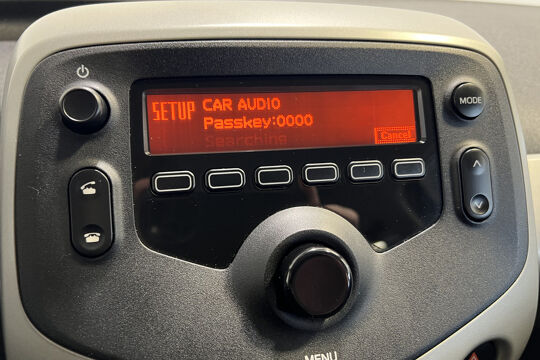 MODE
SETUP CAR AUDIO
Passkey:0000
Searching
Cancel
MENU